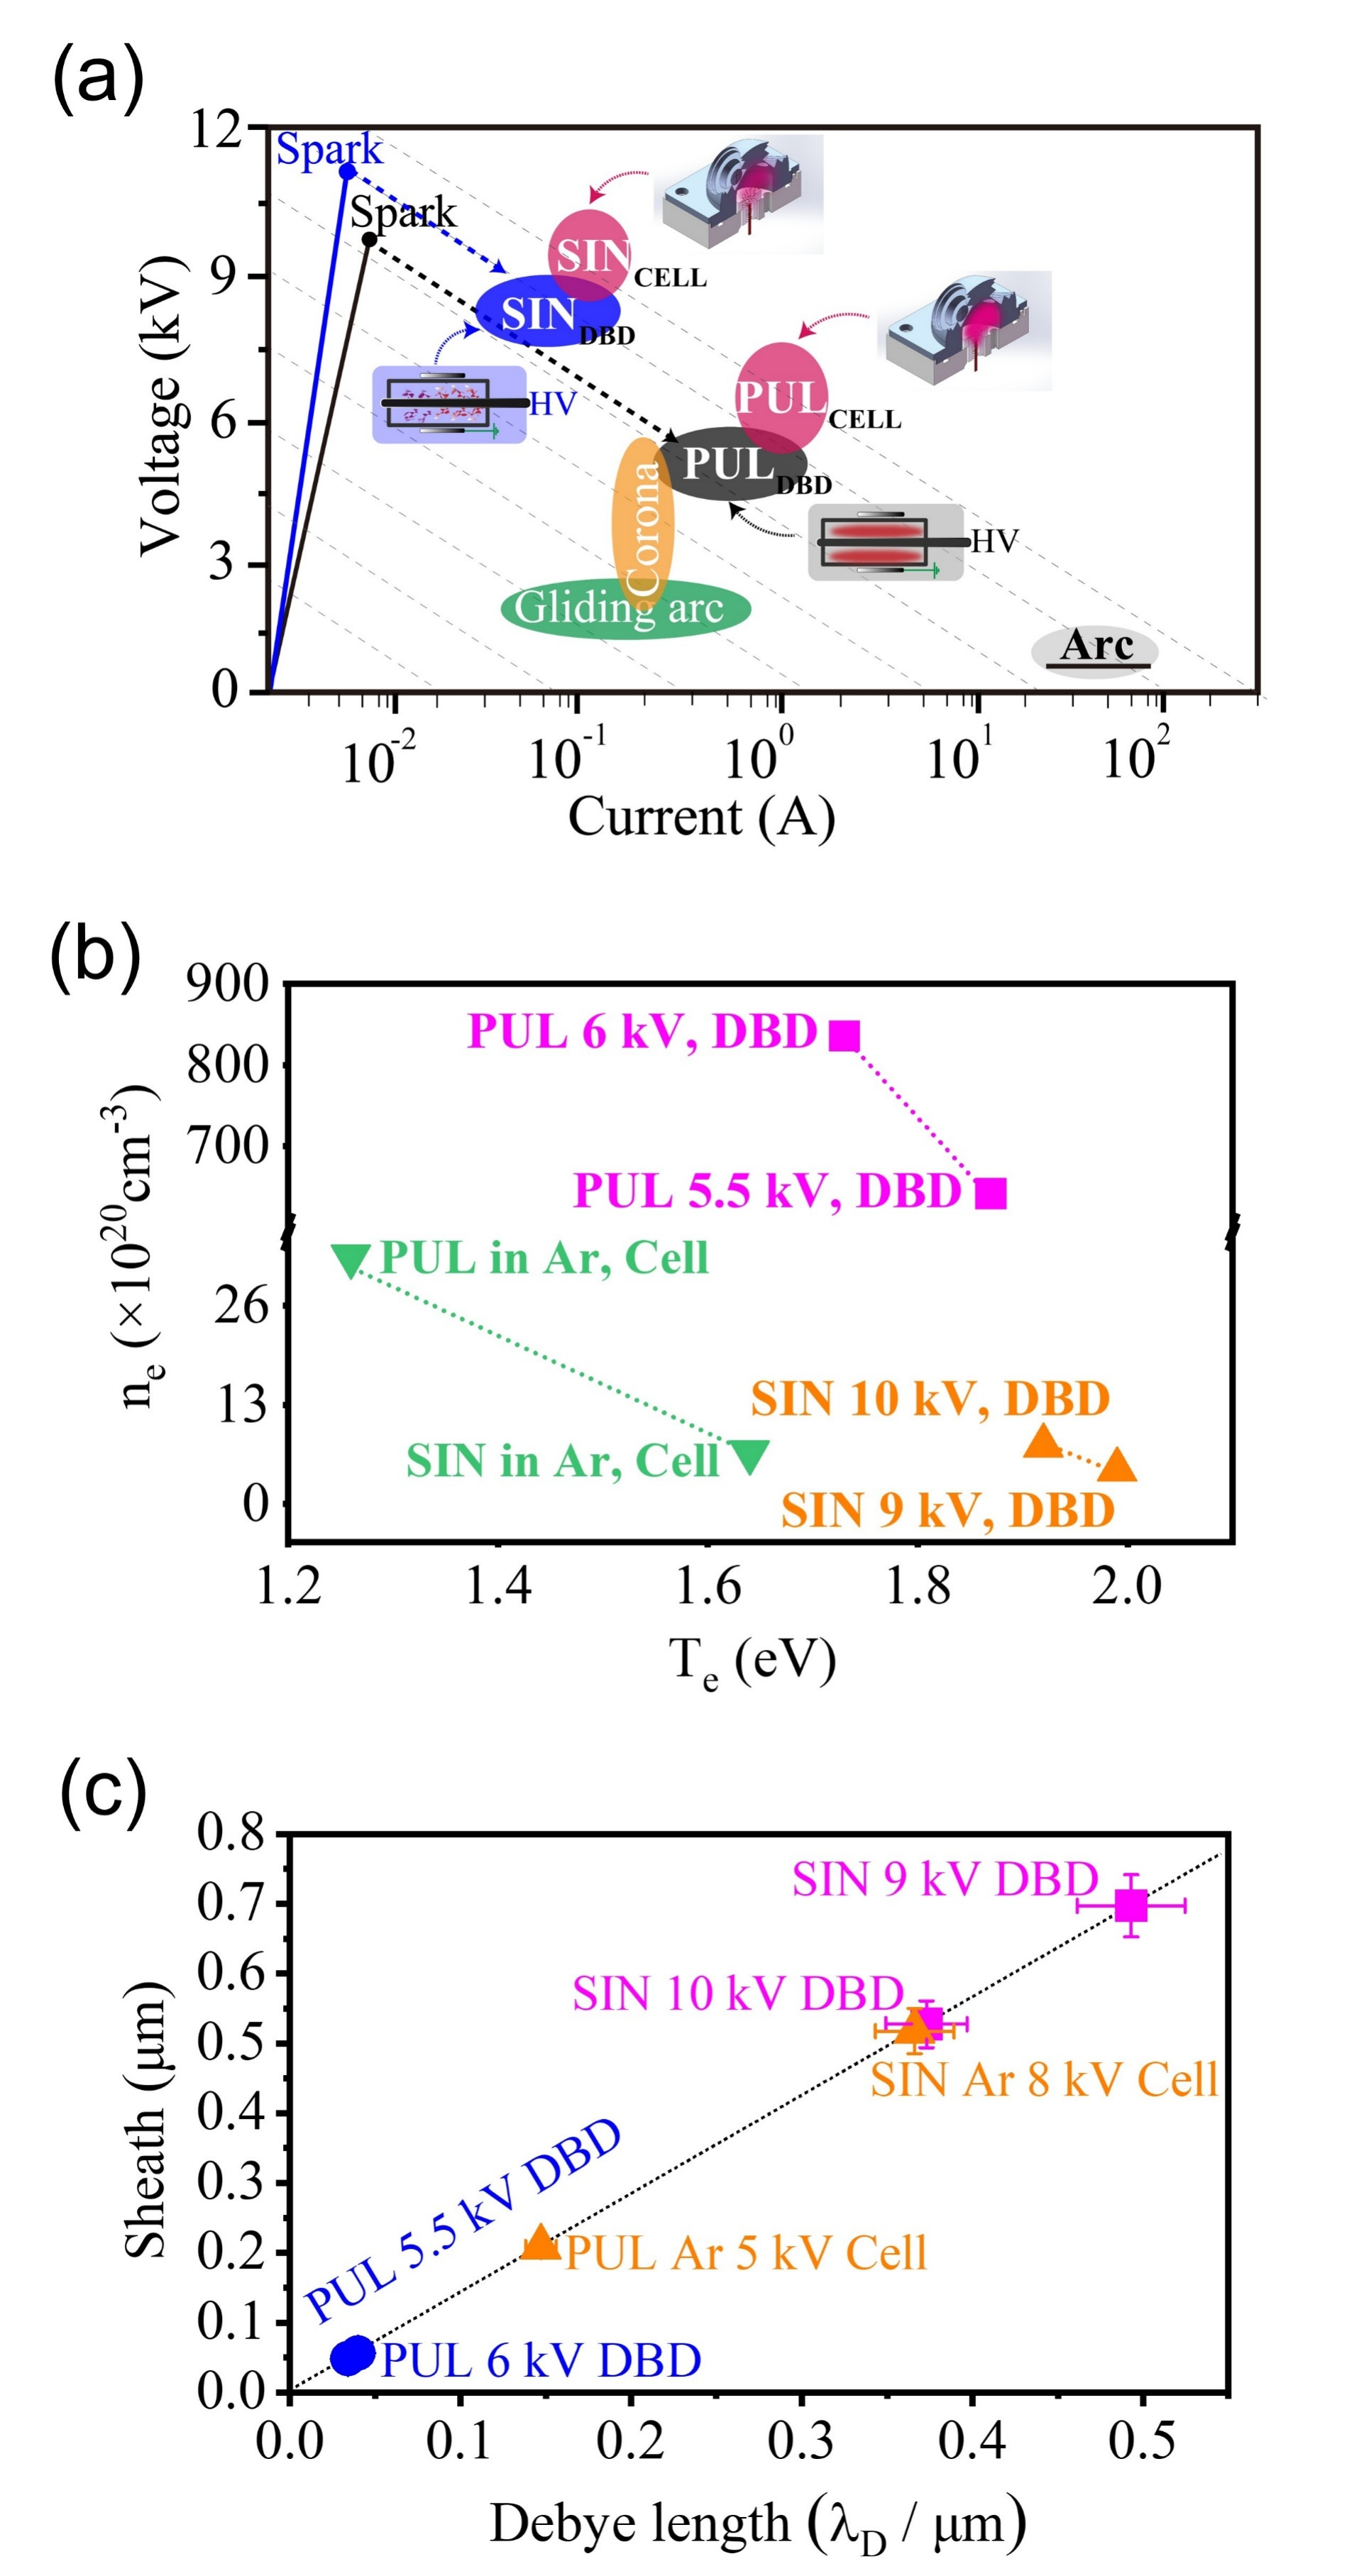 (a)
12
9
6
3
0
Voltage (kV)
Spark
Spark
SIN CELL
SIN DBD
HV
PUL CELL
PUL DBD
HV
Corona
Gliding arc
Arc
10-2 10-1 100 101 102
Current (A)
(b)
900
800
700
26
13
0
ne (×1020cm-3)
PUL 6 kV, DBD
PUL 5.5 kV, DBD
PUL in Ar, Cell
SIN 10 kV, DBD
SIN in Ar, Cell
SIN 9 kV, DBD
1.2 1.4 1.6 1.8 2.0
Te (eV)
(c)
0.8
0.7
0.6
0.5
0.4
0.3
0.2
0.1
0.0
Sheath (μm)
SIN 9 kV DBD
SIN 10 kV DBD
SIN Ar 8 kV Cell
PUL 5.5 kV DBD
PUL Ar 5 kV Cell
PUL 6 kV DBD
0.0 0.1 0.2 0.3 0.4 0.5
Debye length (λD / μm)